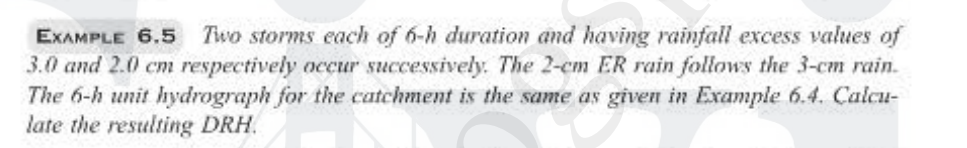 EXAMPLE 6.5 Two storms each of 6-h duration and having rainfall excess values of
3.0 and 2.0 cm respectively occur successively. The 2-cm ER rain follows the 3-cm rain.
The 6-h unit hydrograph for the catchment is the same as given in Example 6.4. Calcu-
late the resulting DRH.